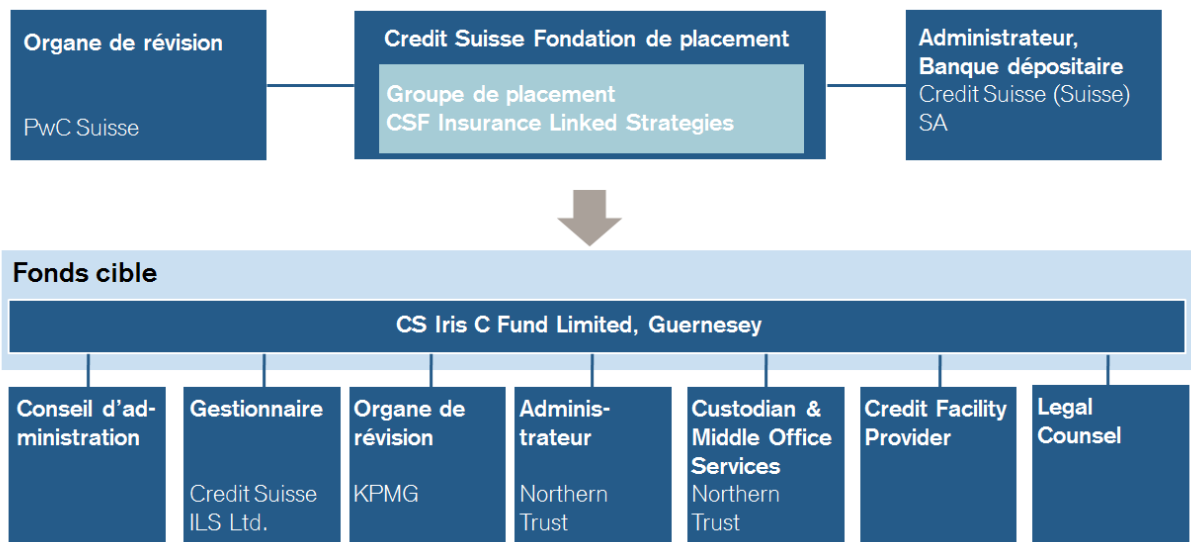 Organe de révision
PwC Suisse
Credit Suisse Fondation de placement
Groupe de placement
CSF Insurance Linked Strategies
Administrateur,
Banque dépositaire
Credit Suisse (Suisse)
SA
Fonds cible
CS Iris C Fund Limited, Guernesey
Conseil d'ad-
ministration
Gestionnaire
Credit Suisse
ILS Ltd.
Organe de
révision
KPMG
Adminis-
trateur
Northern
Trust
Custodian &
Middle Office
Services
Northern
Trust
Credit Facility
Provider
Legal
Counsel